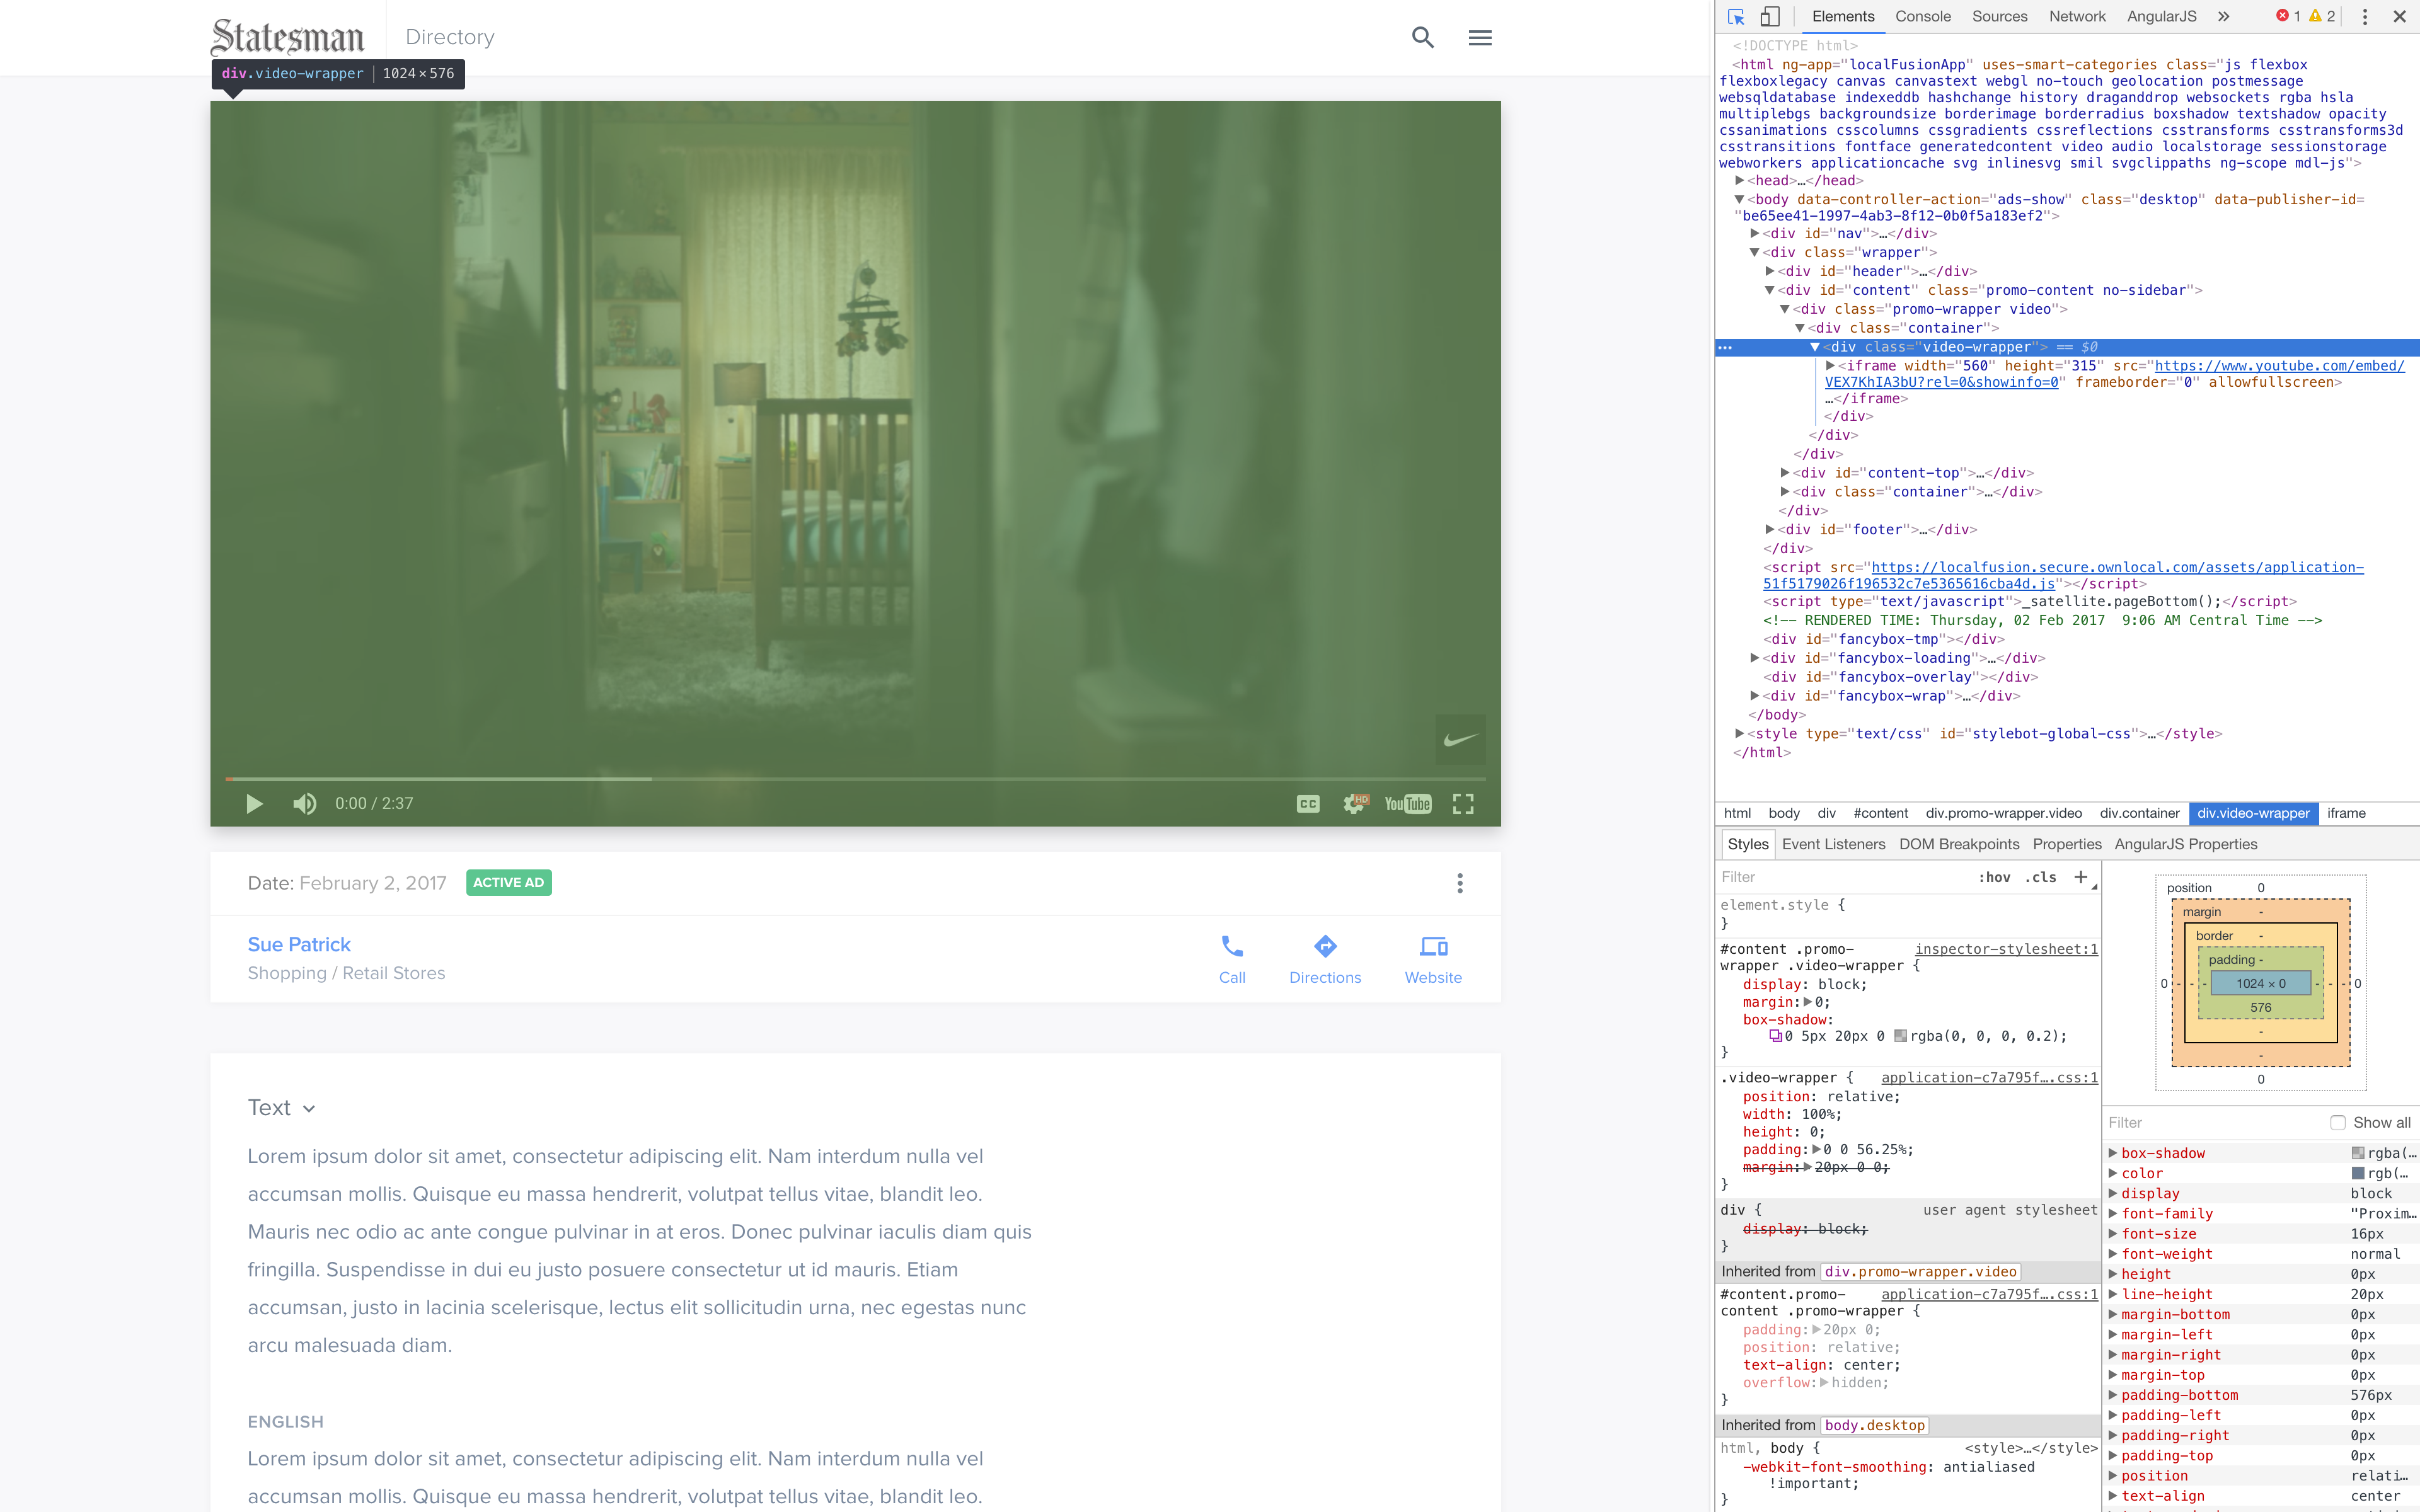 Statesman
Directory
div.video-wrapper | 1024 × 576
0:00 / 2:37
CC
HD
YouTube
Date: February 2, 2017
ACTIVE AD
Sue Patrick
Shopping / Retail Stores
Call
Directions
Website
Text
Lorem ipsum dolor sit amet, consectetur adipiscing elit. Nam interdum nulla vel
accumsan mollis. Quisque eu massa hendrerit, volutpat tellus vitae, blandit leo.
Mauris nec odio ac ante congue pulvinar in at eros. Donec pulvinar iaculis diam quis
fringilla. Suspendisse in dui eu justo posuere consectetur ut id mauris. Etiam
accumsan, justo in lacinia scelerisque, lectus elit sollicitudin urna, nec egestas nunc
arcu malesuada diam.
ENGLISH
Lorem ipsum dolor sit amet, consectetur adipiscing elit. Nam interdum nulla vel
accumsan mollis. Quisque eu massa hendrerit, volutpat tellus vitae, blandit leo.
Elements Console Sources Network AngularJS » 1 2
<!DOCTYPE html>
<html ng-app="localFusionApp" uses-smart-categories class="js flexbox
flexboxlegacy canvas canvastext webgl no-touch geolocation postmessage
websqldatabase indexeddb hashchange history draganddrop websockets rgba hsla
multiplebgs backgroundsize borderimage borderradius boxshadow textshadow opacity
cssanimations csscolumns cssgradients cssreflections csstransforms csstransforms3d
csstransitions fontface generatedcontent video audio localstorage sessionstorage
webworkers applicationcache svg inlinesvg smil svgclippaths ng-scope mdl-js">
<head>…</head>
<body data-controller-action="ads-show" class="desktop" data-publisher-id=
"be65ee41-1997-4ab3-8f12-0b0f5a183ef2">
<div id="nav">…</div>
<div class="wrapper">
<div id="header">…</div>
<div id="content" class="promo-content no-sidebar">
<div class="promo-wrapper video">
<div class="container">
<div class="video-wrapper"> == $0
<iframe width="560" height="315" src="https://www.youtube.com/embed/
VEX7KhIA3bU?rel=0&showinfo=0" frameborder="0" allowfullscreen>
…</iframe>
</div>
</div>
</div>
<div id="content-top">…</div>
<div class="container">…</div>
</div>
<div id="footer">…</div>
</div>
<script src="https://localfusion.secure.ownlocal.com/assets/application-
51f5179026f196532c7e5365616cba4d.js"></script>
<script type="text/javascript">_satellite.pageBottom();</script>
<!-- RENDERED TIME: Thursday, 02 Feb 2017  9:06 AM Central Time -->
<div id="fancybox-tmp"></div>
<div id="fancybox-loading">…</div>
<div id="fancybox-overlay"></div>
<div id="fancybox-wrap">…</div>
</body>
<style type="text/css" id="stylebot-global-css">…</style>
</html>
html body div #content div.promo-wrapper.video div.container div.video-wrapper iframe
Styles Event Listeners DOM Breakpoints Properties AngularJS Properties
Filter :hov .cls +
element.style {
}
#content .promo- inspector-stylesheet:1
wrapper .video-wrapper {
display: block;
margin: 0;
box-shadow:
0 5px 20px 0 rgba(0, 0, 0, 0.2);
}
.video-wrapper { application-c7a795f….css:1
position: relative;
width: 100%;
height: 0;
padding: 0 0 56.25%;
margin: 20px 0 0;
}
div { user agent stylesheet
display: block;
}
Inherited from div.promo-wrapper.video
#content.promo- application-c7a795f….css:1
content .promo-wrapper {
padding: 20px 0;
position: relative;
text-align: center;
overflow: hidden;
}
Inherited from body.desktop
html, body { <style>…</style>
-webkit-font-smoothing: antialiased
!important;
}
position 0
margin -
border -
padding -
0 - - - 1024 × 0 - - - 0
576
-
-
0
Filter Show all
box-shadow rgba(…
color rgb(…
display block
font-family "Proxim…
font-size 16px
font-weight normal
height 0px
line-height 20px
margin-bottom 0px
margin-left 0px
margin-right 0px
margin-top 0px
padding-bottom 576px
padding-left 0px
padding-right 0px
padding-top 0px
position relati…
text-align center